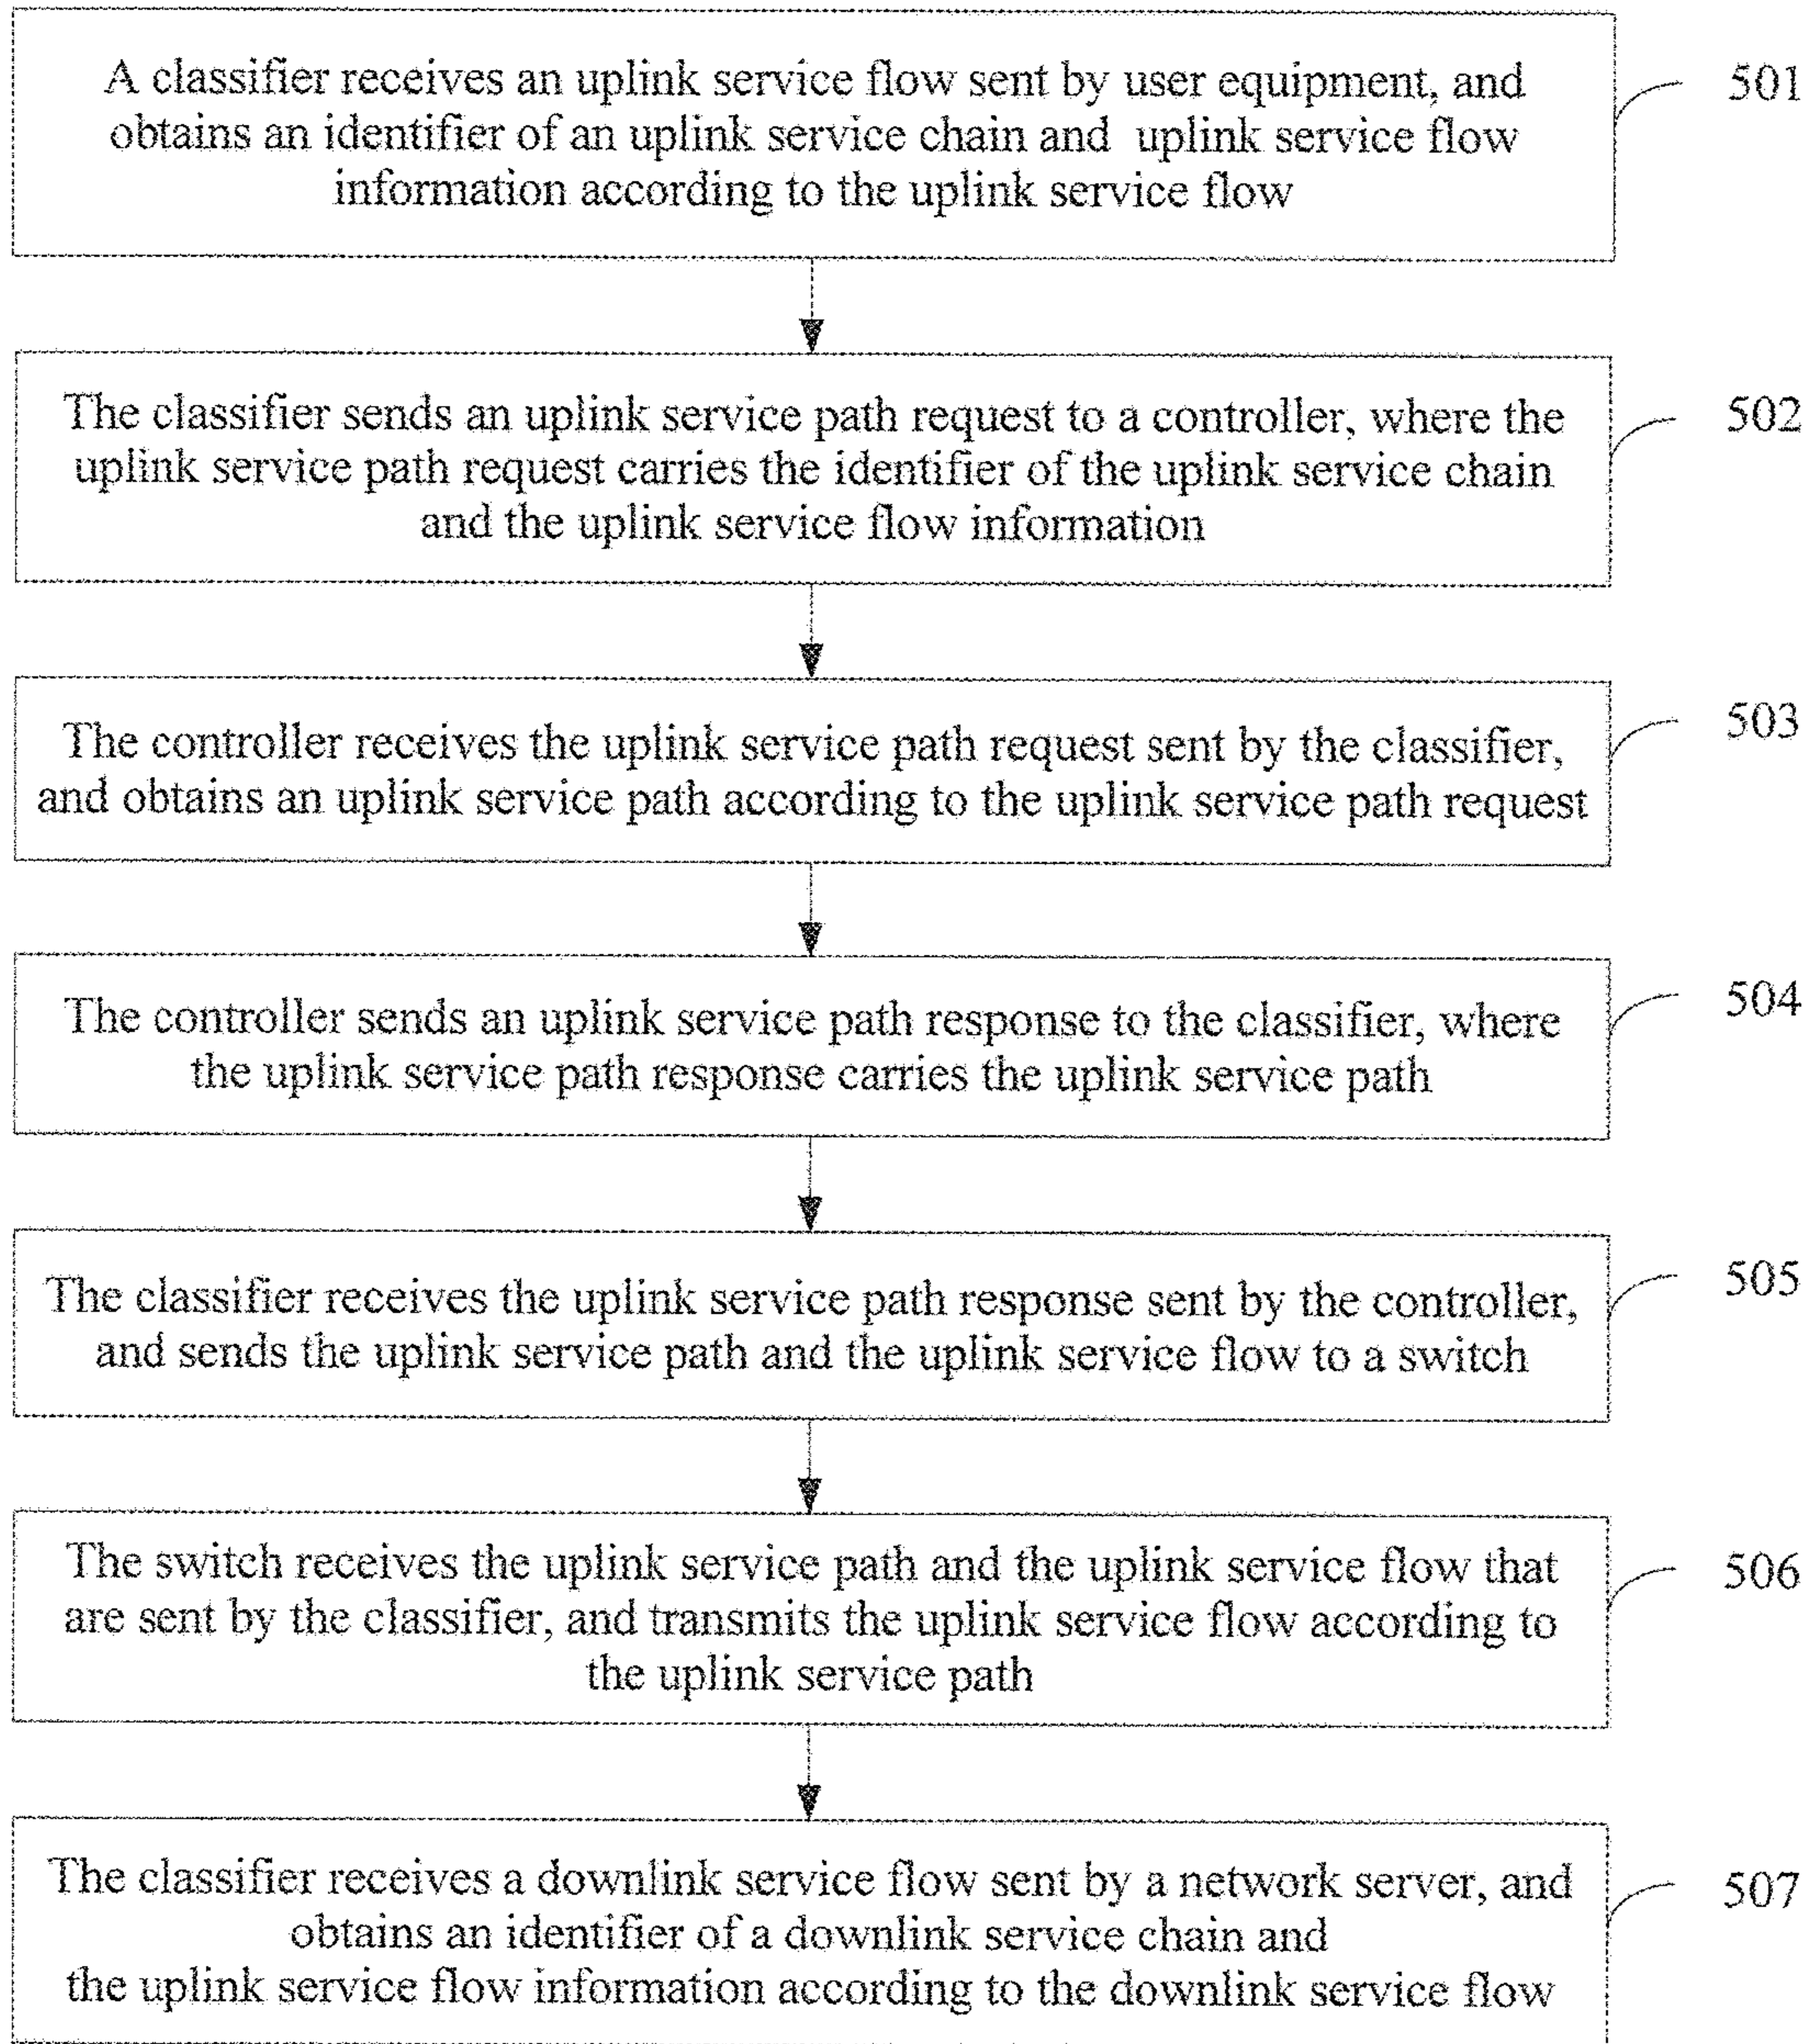 A classifier receives an uplink service flow sent by user equipment, and
obtains an identifier of an uplink service chain and uplink service flow
information according to the uplink service flow
501
The classifier sends an uplink service path request to a controller, where the
uplink service path request carries the identifier of the uplink service chain
and the uplink service flow information
502
The controller receives the uplink service path request sent by the classifier,
and obtains an uplink service path according to the uplink service path request
503
The controller sends an uplink service path response to the classifier, where
the uplink service path response carries the uplink service path
504
The classifier receives the uplink service path response sent by the controller,
and sends the uplink service path and the uplink service flow to a switch
505
The switch receives the uplink service path and the uplink service flow that
are sent by the classifier, and transmits the uplink service flow according to
the uplink service path
506
The classifier receives a downlink service flow sent by a network server, and
obtains an identifier of a downlink service chain and
the uplink service flow information according to the downlink service flow
507